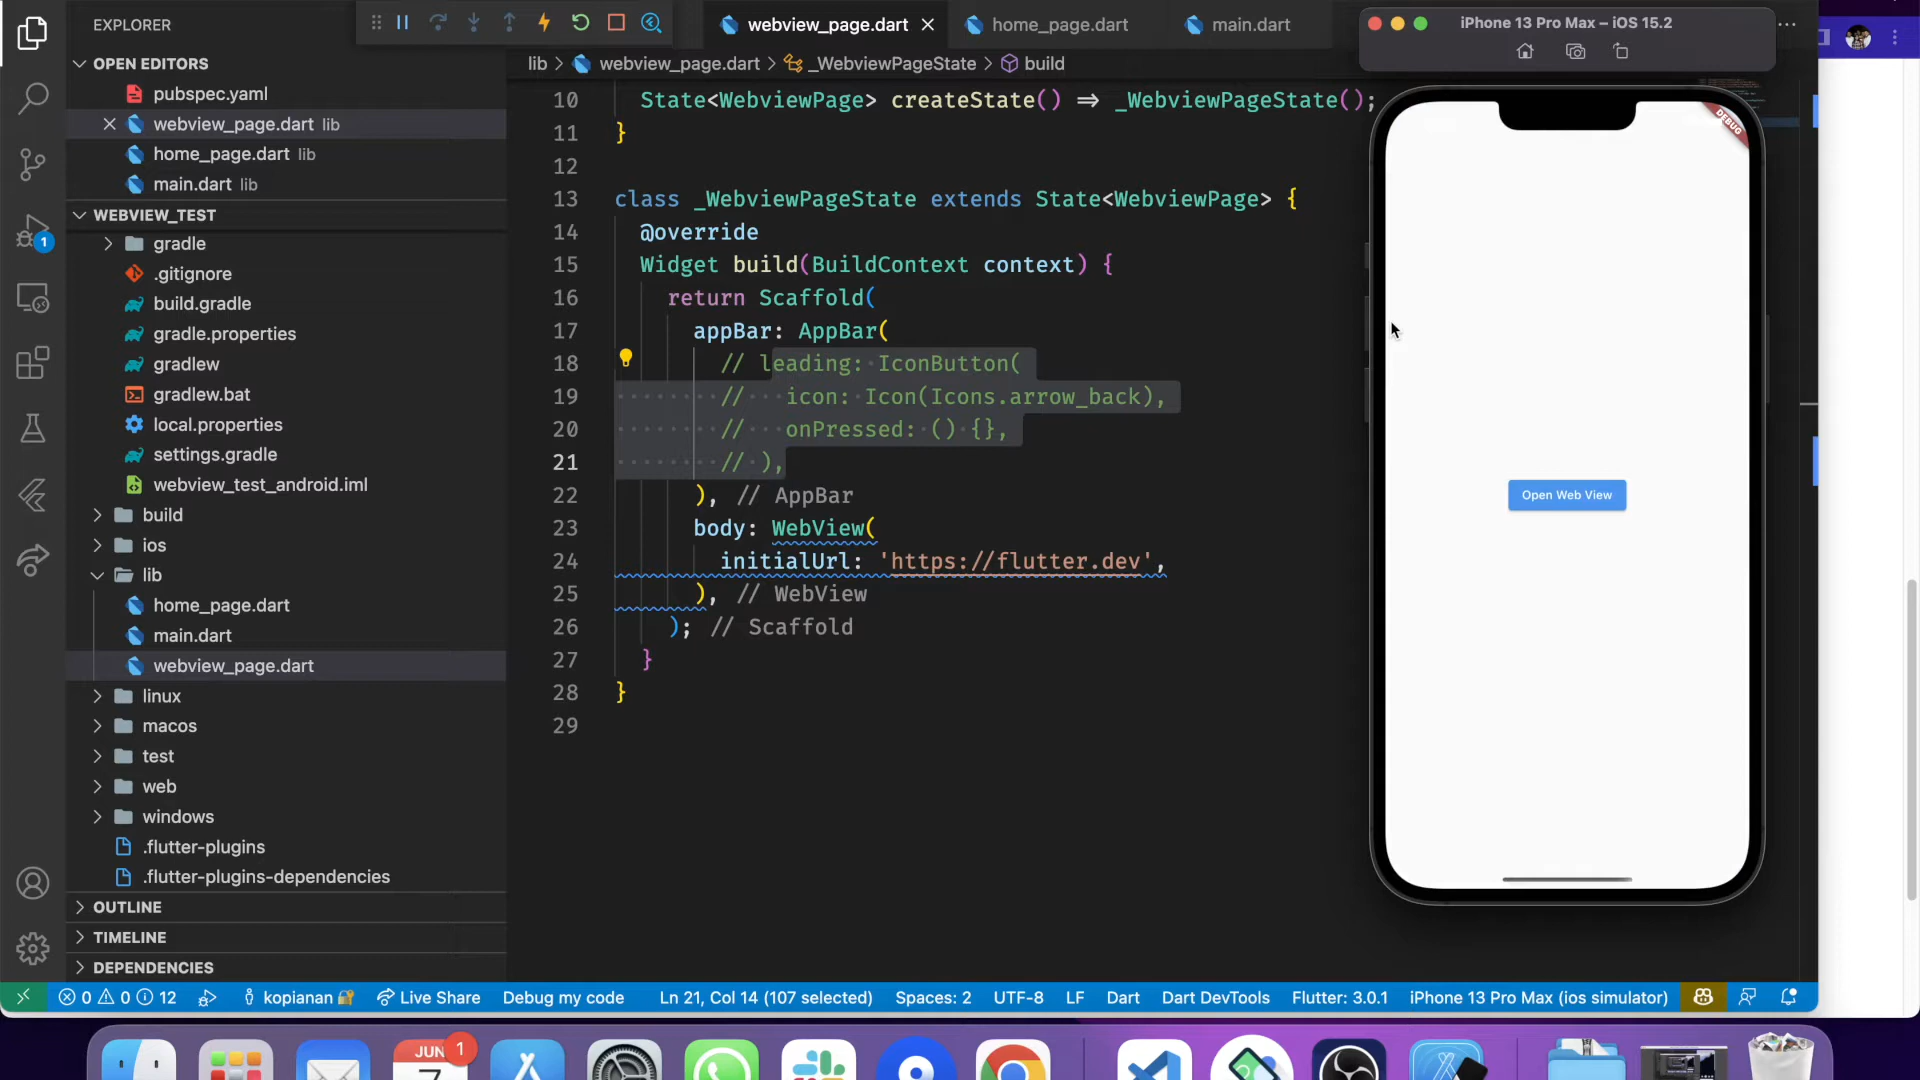 EXPLORER
OPEN EDITORS
pubspec.yaml
webview_page.dart lib
home_page.dart lib
main.dart lib
WEBVIEW_TEST
gradle
.gitignore
build.gradle
gradle.properties
gradlew
gradlew.bat
local.properties
settings.gradle
webview_test_android.iml
build
ios
lib
home_page.dart
main.dart
webview_page.dart
linux
macos
test
web
windows
.flutter-plugins
.flutter-plugins-dependencies
OUTLINE
TIMELINE
DEPENDENCIES
1
webview_page.dart
home_page.dart
main.dart
lib > webview_page.dart > _WebviewPageState > build
10 State<WebviewPage> createState() => _WebviewPageState();
11 }
12
13 class _WebviewPageState extends State<WebviewPage> {
14 @override
15 Widget build(BuildContext context) {
16 return Scaffold(
17 appBar: AppBar(
18 // leading: IconButton(
19 // icon: Icon(Icons.arrow_back),
20 // onPressed: () {},
21 // ),
22 ), // AppBar
23 body: WebView(
24 initialUrl: 'https://flutter.dev',
25 ), // WebView
26 ); // Scaffold
27 }
28 }
29
iPhone 13 Pro Max – iOS 15.2
DEBUG
Open Web View
0 0 12 kopianan Live Share Debug my code Ln 21, Col 14 (107 selected) Spaces: 2 UTF-8 LF Dart Dart DevTools Flutter: 3.0.1 iPhone 13 Pro Max (ios simulator)
JUN
1
7